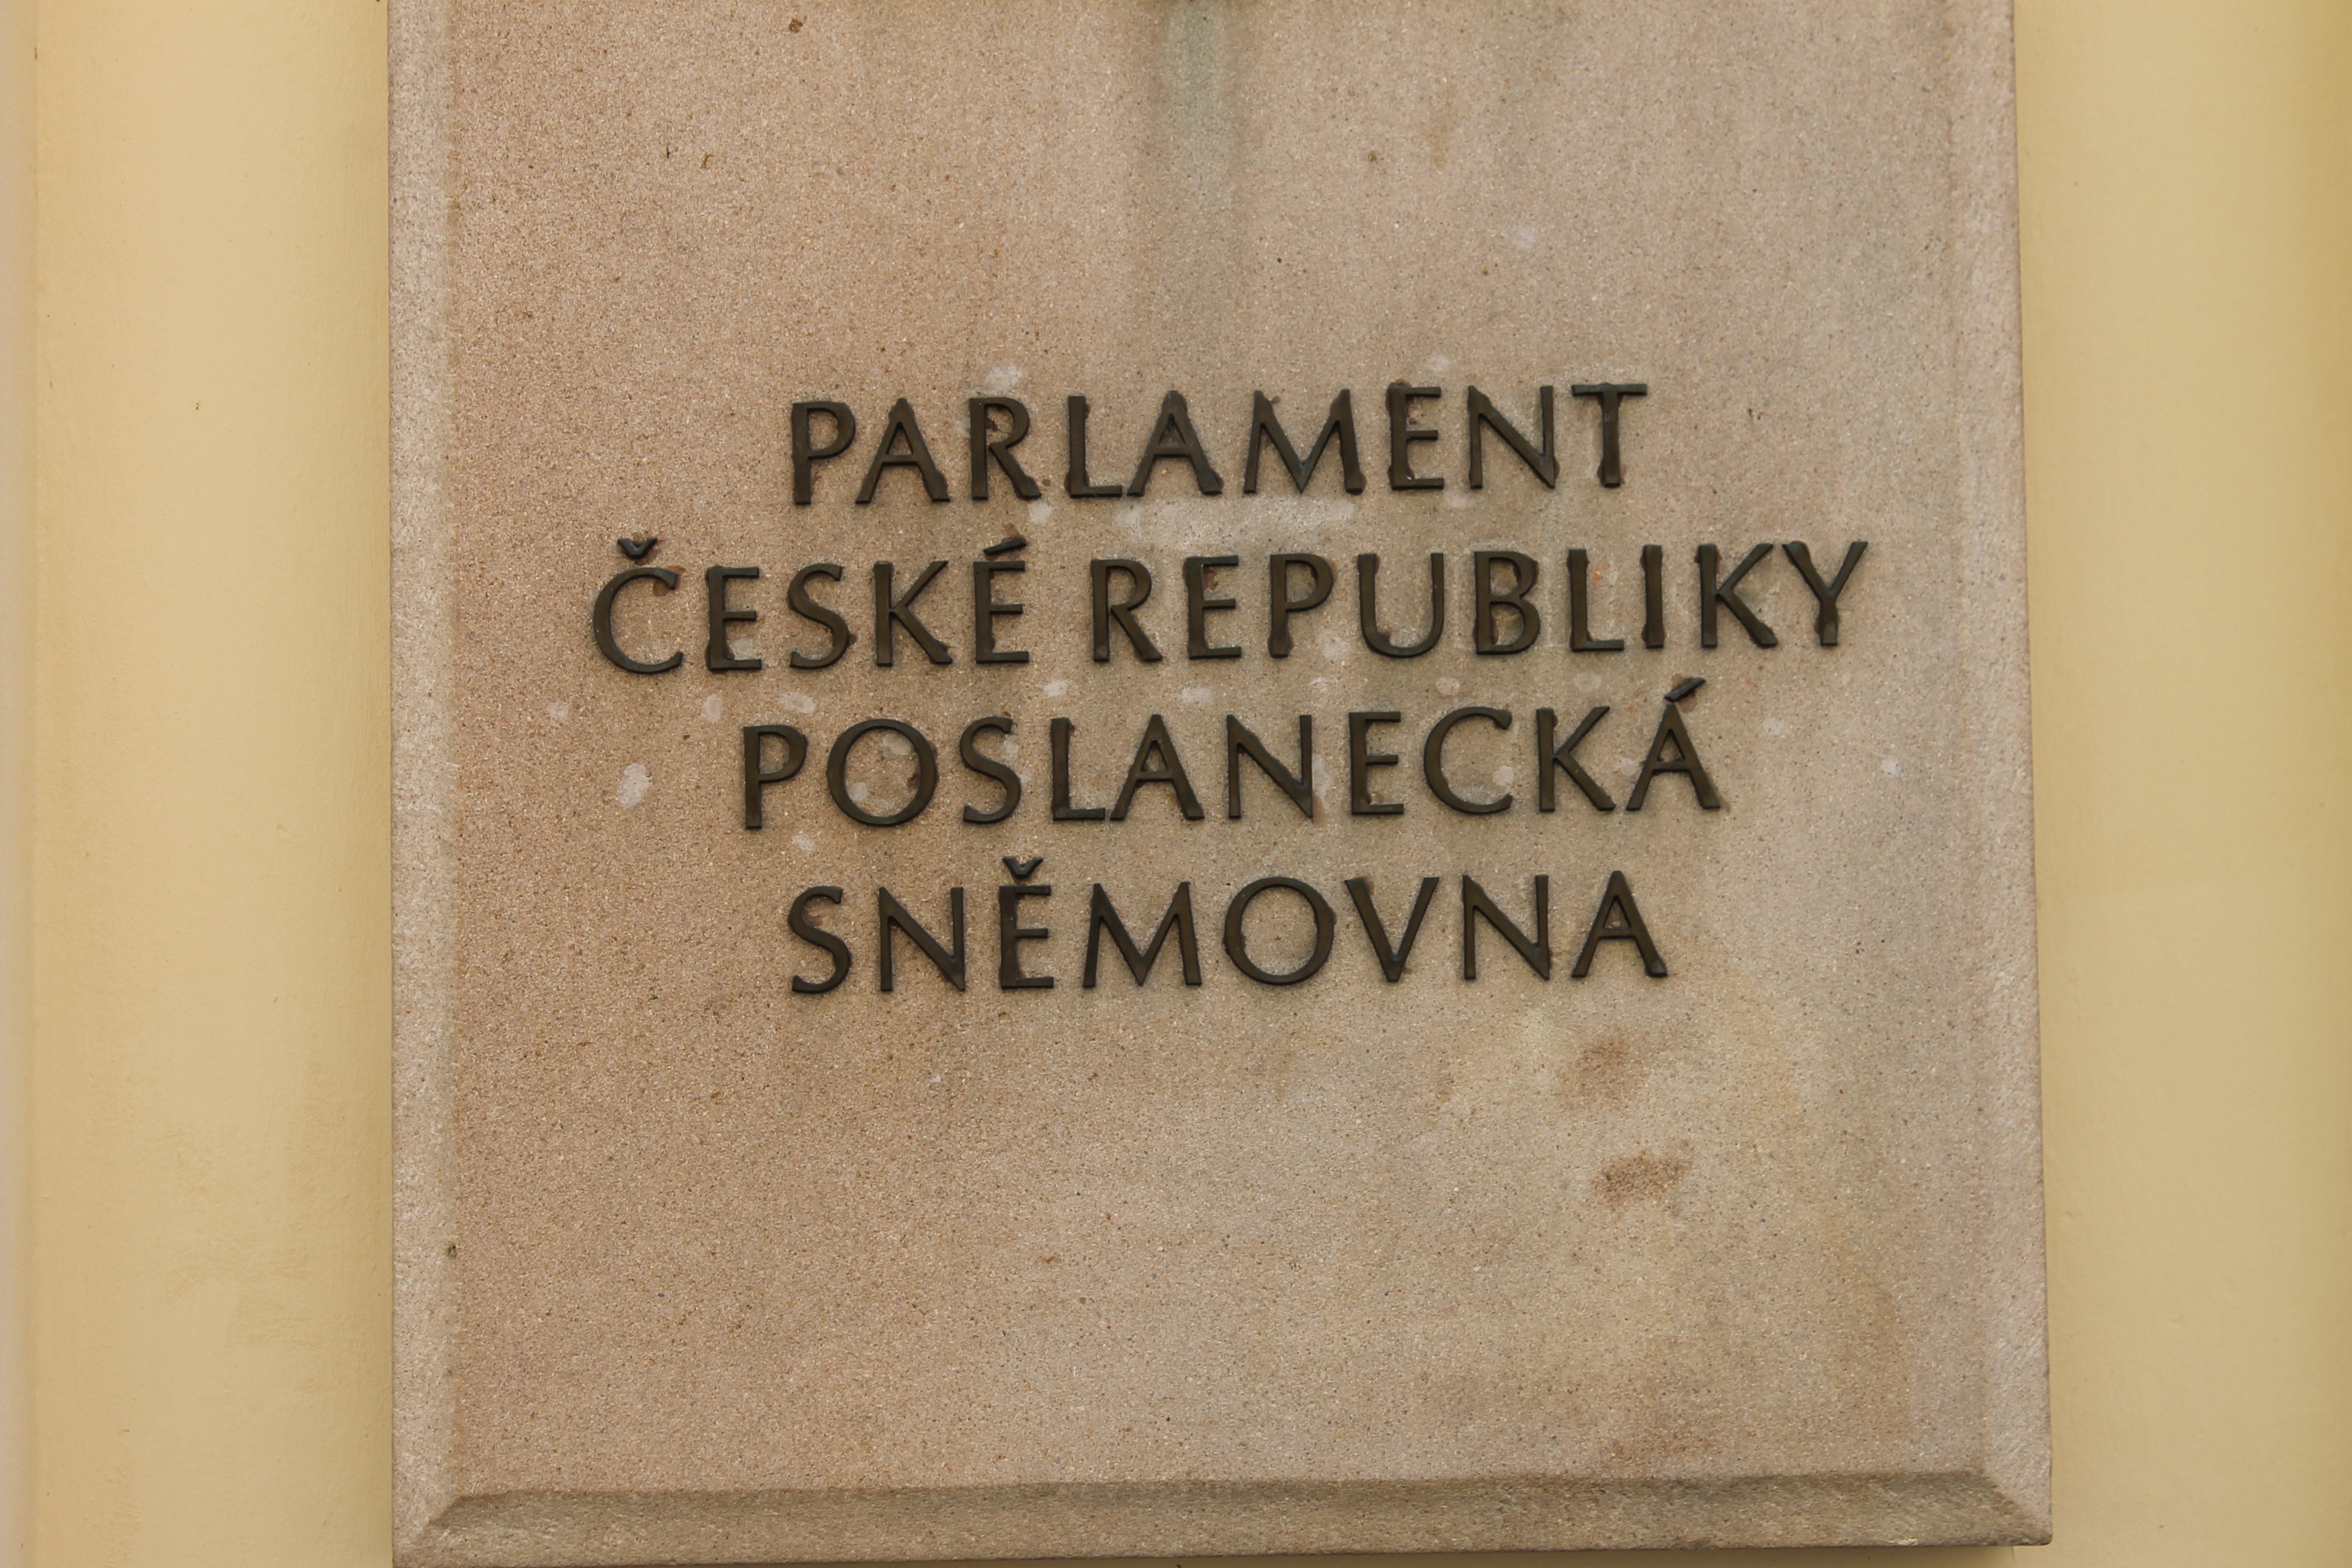 PARLAMENT
ČESKÉ REPUBLIKY
POSLANECKÁ
SNĚMOVNA